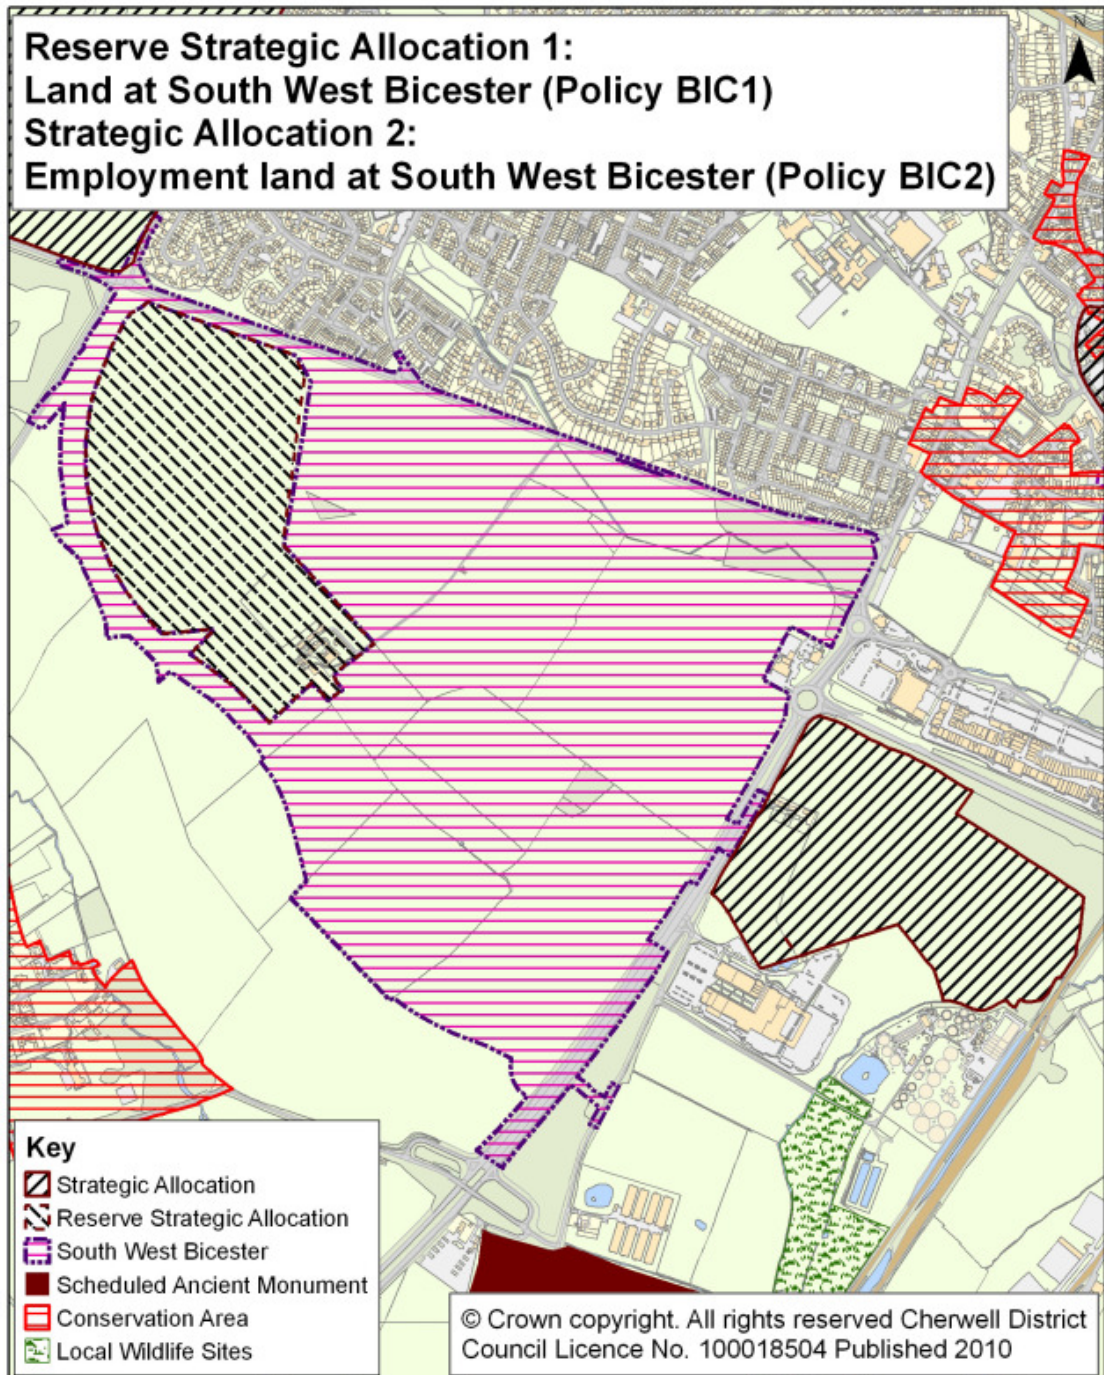 Reserve Strategic Allocation 1:
Land at South West Bicester (Policy BIC1)
Strategic Allocation 2:
Employment land at South West Bicester (Policy BIC2)
N
Key
Strategic Allocation
Reserve Strategic Allocation
South West Bicester
Scheduled Ancient Monument
Conservation Area
Local Wildlife Sites
© Crown copyright. All rights reserved Cherwell District
Council Licence No. 100018504 Published 2010